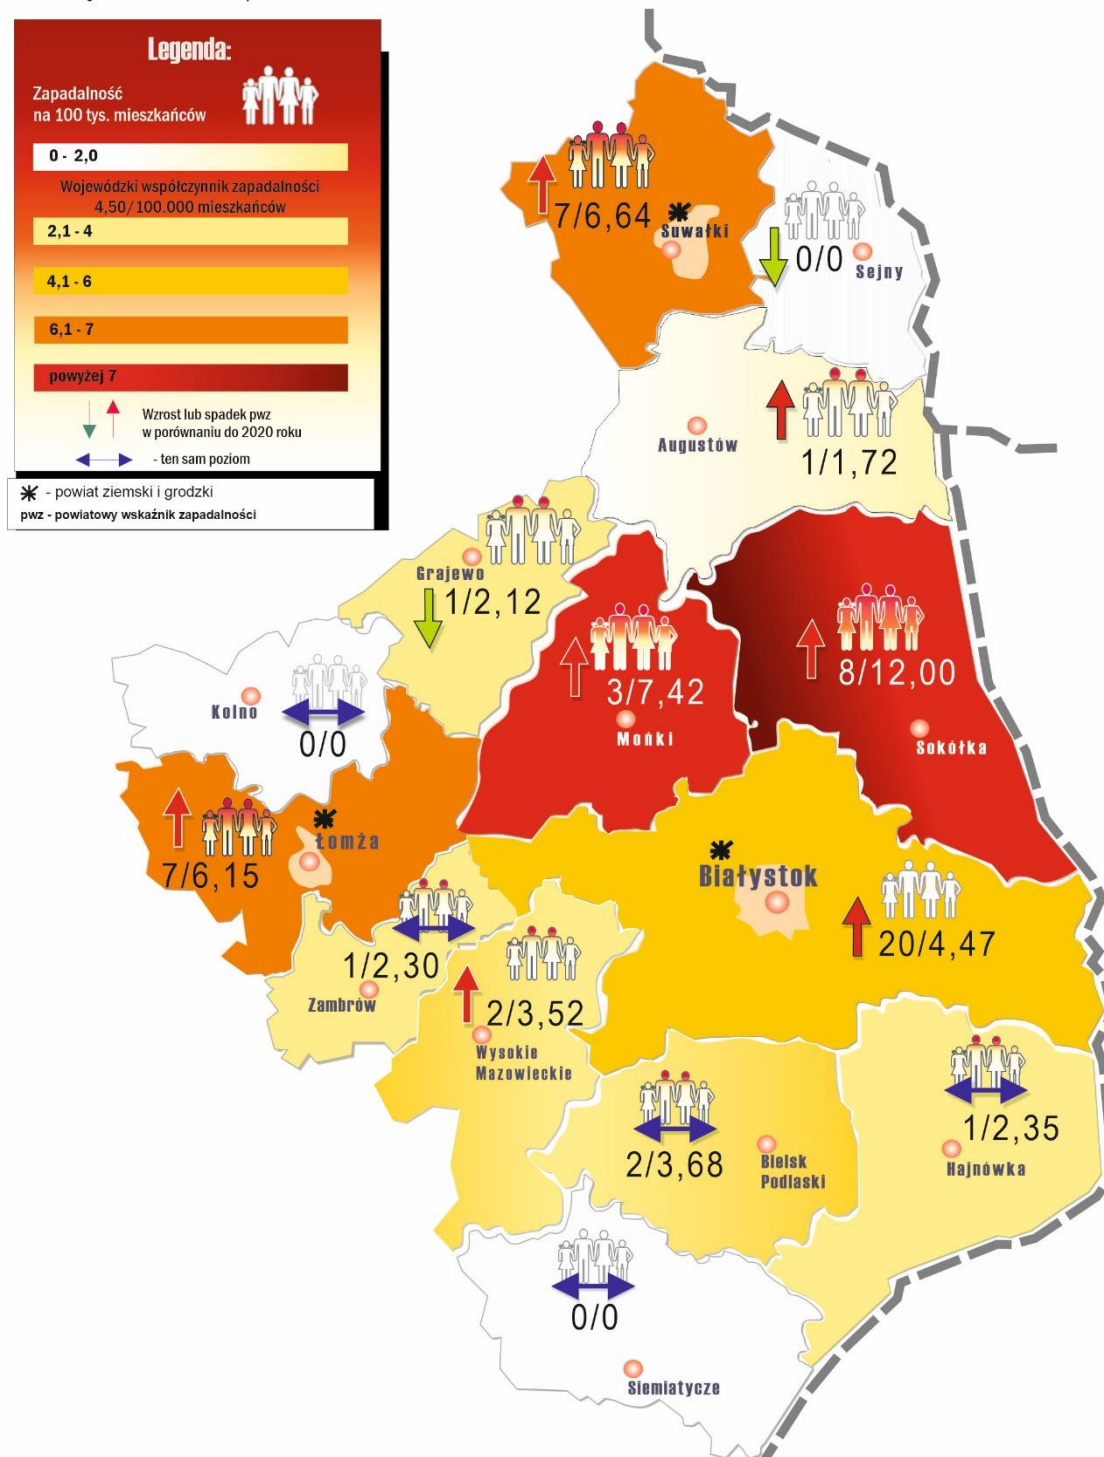 Legenda:
Zapadalność
na 100 tys. mieszkańców
0 - 2,0
Wojewódzki współczynnik zapadalności
4,50/100.000 mieszkańców
2,1 - 4
4,1 - 6
6,1 - 7
powyżej 7
Wzrost lub spadek pwz
w porównaniu do 2020 roku
- ten sam poziom
- powiat ziemski i grodzki
pwz - powiatowy wskaźnik zapadalności
7/6,64
Suwałki
0/0
Sejny
Augustów
1/1,72
Grajewo
1/2,12
3/7,42
Mońki
8/12,00
Sokółka
Kolno
0/0
7/6,15
Łomża
Białystok
20/4,47
1/2,30
Zambrów
2/3,52
Wysokie
Mazowieckie
2/3,68
Bielsk
Podlaski
1/2,35
Hajnówka
0/0
Siemiatycze